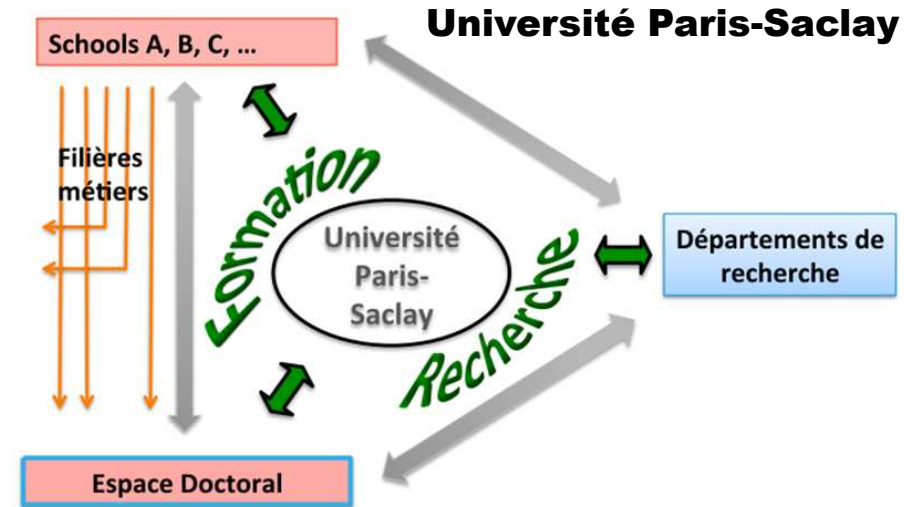 Université Paris-Saclay
Schools A, B, C, ...
Filières
métiers
Formation
Université
Paris-
Saclay
Recherche
Départements de
recherche
Espace Doctoral